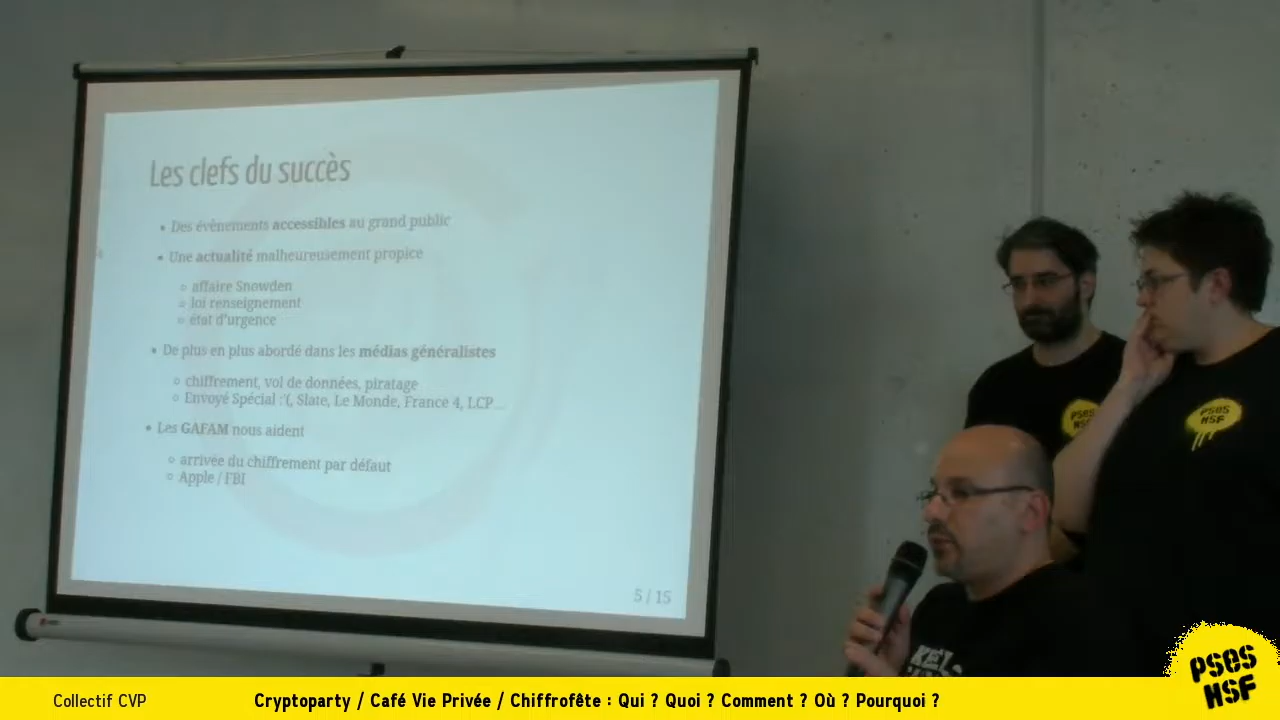 Les clefs du succès
Des évènements accessibles au grand public
Une actualité malheureusement propice
affaire Snowden
loi renseignement
état d'urgence
De plus en plus abordé dans les médias généralistes
chiffrement, vol de données, piratage
Envoyé Spécial :'(, Slate, Le Monde, France 4, LCP...
Les GAFAM nous aident
arrivée du chiffrement par défaut
Apple / FBI
5 / 15
PSES
NSF
PSES
NSF
PSES
NSF
Collectif CVP
Cryptoparty / Café Vie Privée / Chiffrofête : Qui ? Quoi ? Comment ? Où ? Pourquoi ?